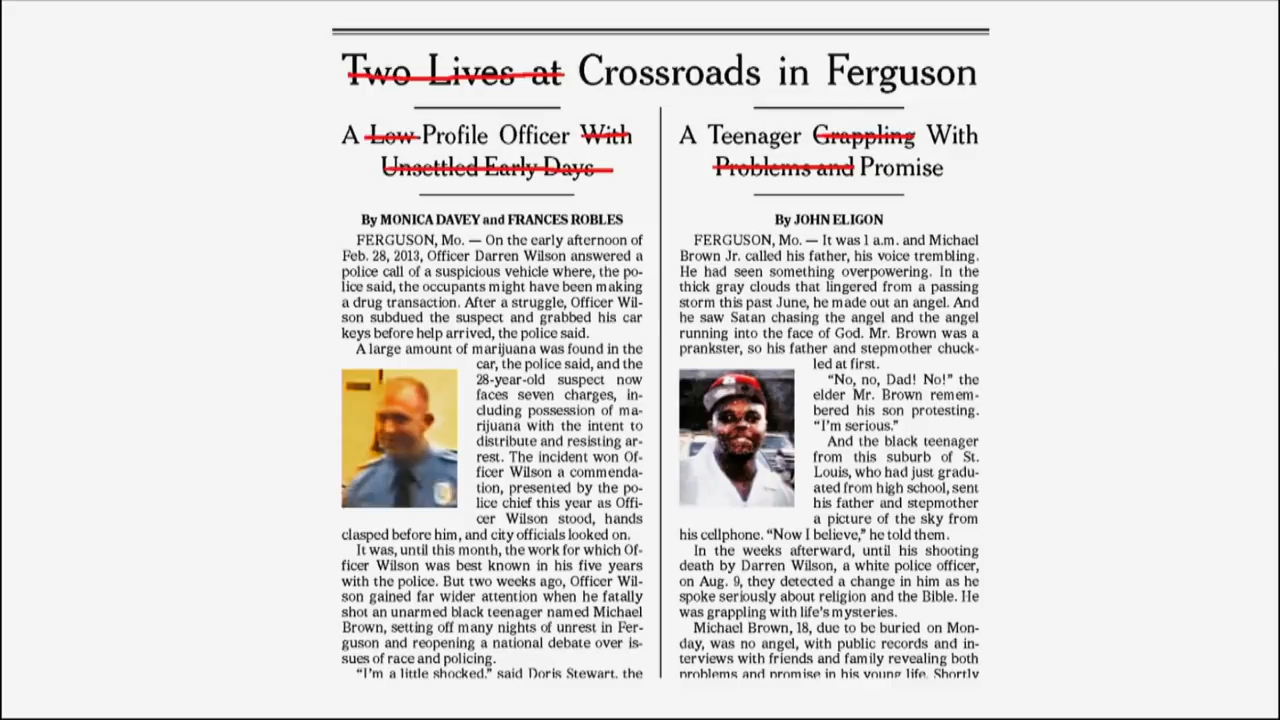 Two Lives at Crossroads in Ferguson
A Low-Profile Officer With
Unsettled Early Days
By MONICA DAVEY and FRANCES ROBLES
FERGUSON, Mo. — On the early afternoon of
Feb. 28, 2013, Officer Darren Wilson answered a
police call of a suspicious vehicle where, the po-
lice said, the occupants might have been making
a drug transaction. After a struggle, Officer Wil-
son subdued the suspect and grabbed his car
keys before help arrived, the police said.
A large amount of marijuana was found in the
car, the police said, and the
28-year-old suspect now
faces seven charges, in-
cluding possession of ma-
rijuana with the intent to
distribute and resisting ar-
rest. The incident won Of-
ficer Wilson a commenda-
tion, presented by the po-
lice chief this year as Offi-
cer Wilson stood, hands
clasped before him, and city officials looked on.
It was, until this month, the work for which Of-
ficer Wilson was best known in his five years
with the police. But two weeks ago, Officer Wil-
son gained far wider attention when he fatally
shot an unarmed black teenager named Michael
Brown, setting off many nights of unrest in Fer-
guson and reopening a national debate over is-
sues of race and policing.
"I'm a little shocked," said Doris Stewart, the
A Teenager Grappling With
Problems and Promise
By JOHN ELIGON
FERGUSON, Mo. — It was 1 a.m. and Michael
Brown Jr. called his father, his voice trembling.
He had seen something overpowering. In the
thick gray clouds that lingered from a passing
storm this past June, he made out an angel. And
he saw Satan chasing the angel and the angel
running into the face of God. Mr. Brown was a
prankster, so his father and stepmother chuck-
led at first.
"No, no, Dad! No!" the
elder Mr. Brown remem-
bered his son protesting.
"I'm serious."
And the black teenager
from this suburb of St.
Louis, who had just gradu-
ated from high school, sent
his father and stepmother
a picture of the sky from
his cellphone. "Now I believe," he told them.
In the weeks afterward, until his shooting
death by Darren Wilson, a white police officer,
on Aug. 9, they detected a change in him as he
spoke seriously about religion and the Bible. He
was grappling with life's mysteries.
Michael Brown, 18, due to be buried on Mon-
day, was no angel, with public records and in-
terviews with friends and family revealing both
problems and promise in his young life. Shortly